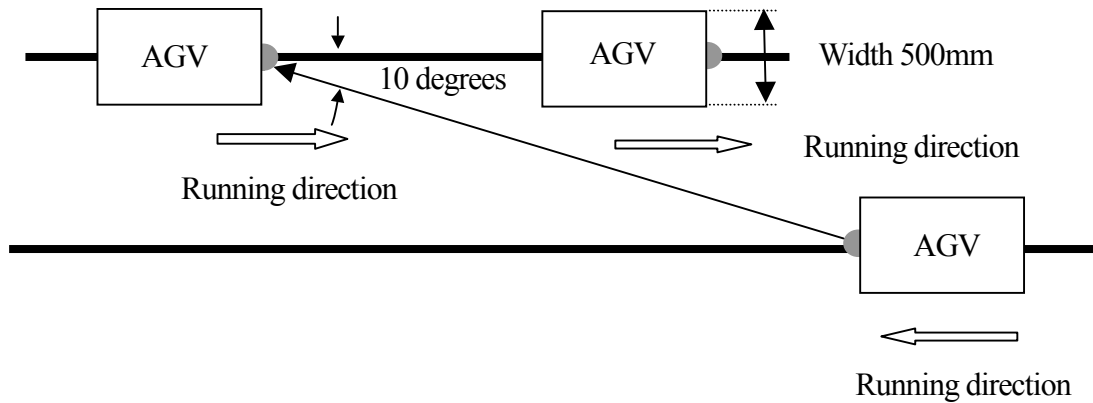 AGV
AGV
Width 500mm
10 degrees
Running direction
Running direction
AGV
Running direction